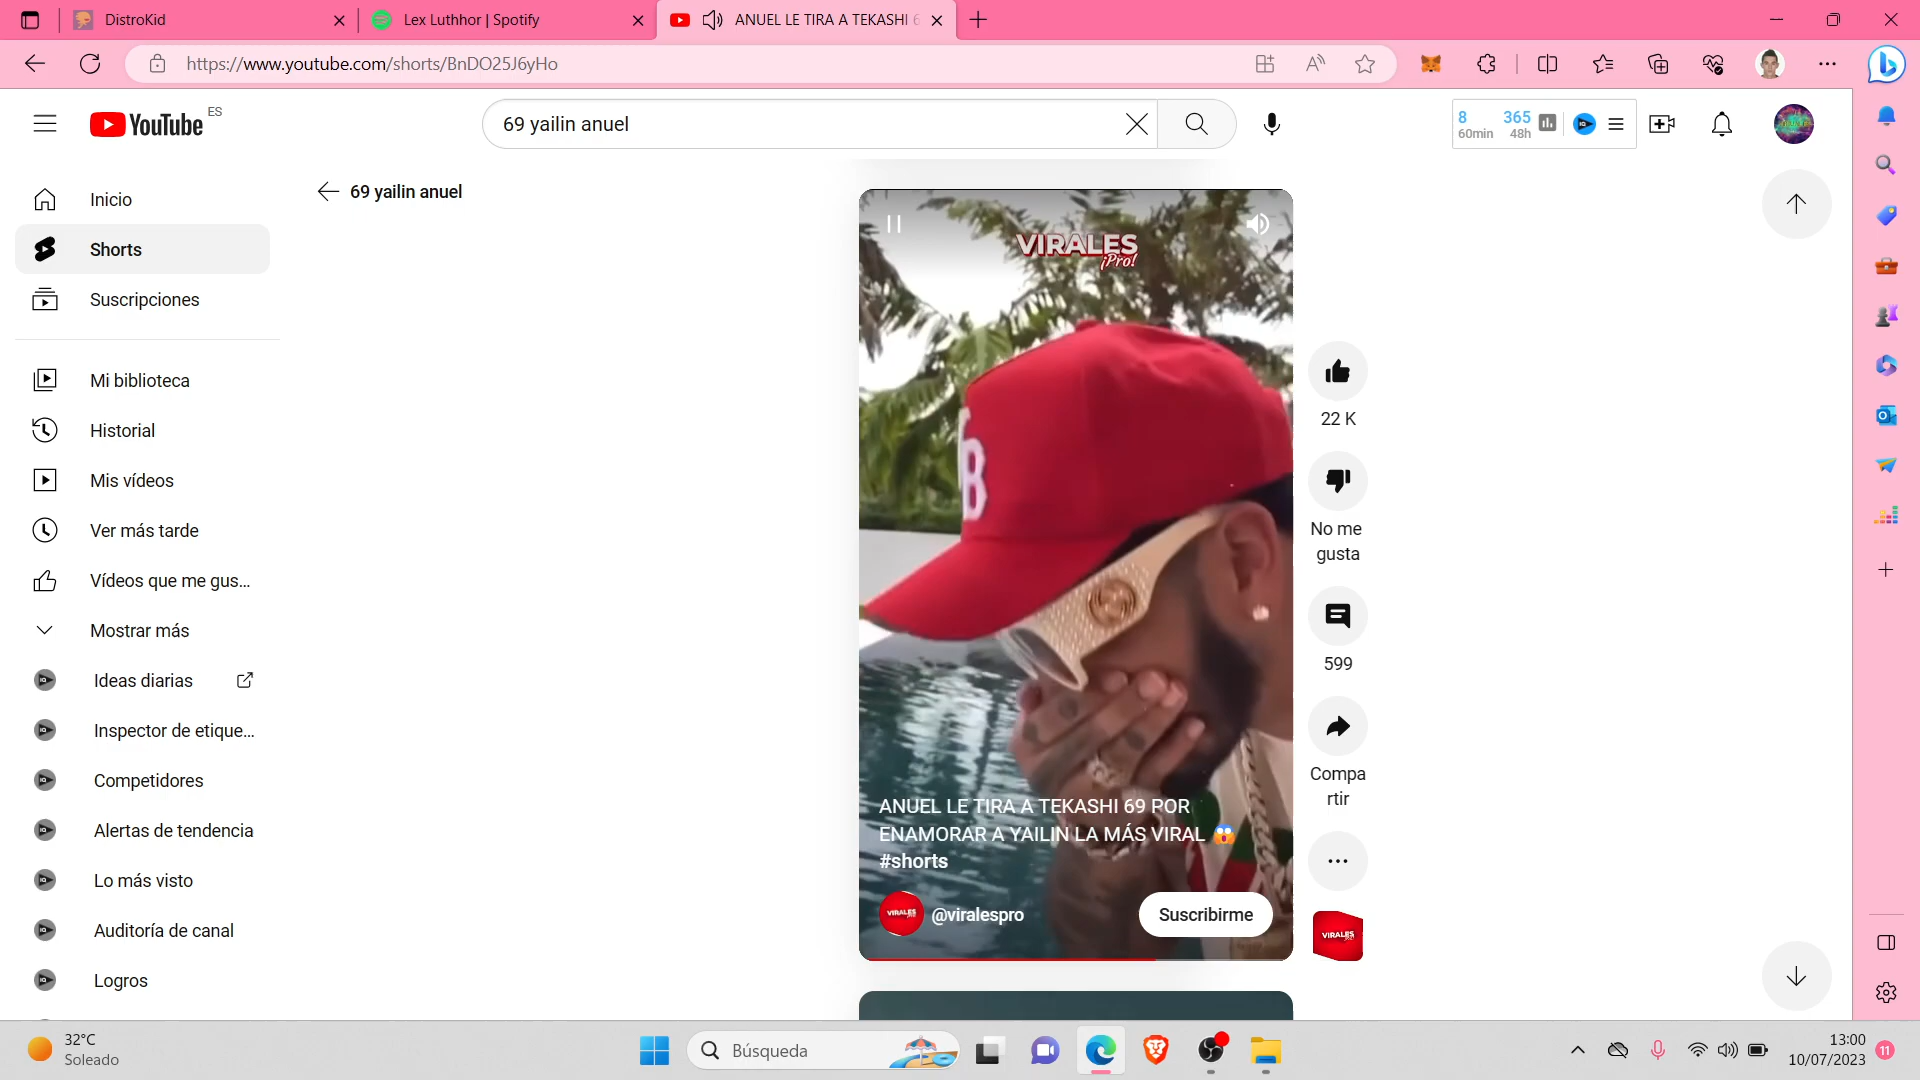 DistroKid
Lex Luthhor | Spotify
ANUEL LE TIRA A TEKASHI 6
https://www.youtube.com/shorts/BnDO25J6yHo
YouTube ES
69 yailin anuel
8 365
60min 48h
69 yailin anuel
Inicio
Shorts
Suscripciones
Mi biblioteca
Historial
Mis vídeos
Ver más tarde
Vídeos que me gus...
Mostrar más
Ideas diarias
Inspector de etique...
Competidores
Alertas de tendencia
Lo más visto
Auditoría de canal
Logros
VIRALES
¡Pro!
B
ANUEL LE TIRA A TEKASHI 69 POR
ENAMORAR A YAILIN LA MÁS VIRAL 😱
#shorts
VIRALES
@viralespro
Suscribirme
22 K
No me
gusta
599
Compa
rtir
VIRALES
32°C
Soleado
Búsqueda
13:00
10/07/2023
11